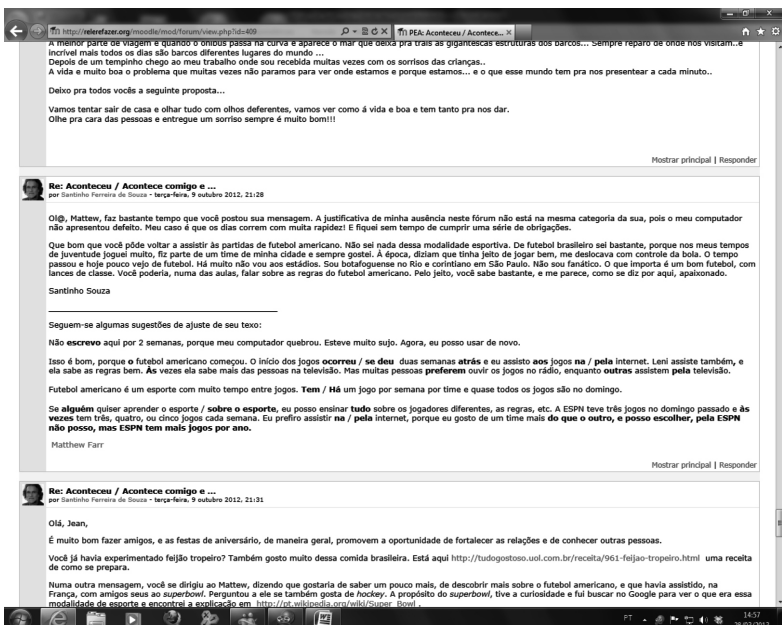 http://relerefazer.org/moodle/mod/forum/view.php?id=409
PEA: Aconteceu / Acontece...
A melhor parte de viagem e quando o ônibus passa na curva e aparece o mar que deixa pra trais as gigantescas estruturas dos barcos... Sempre reparo de onde nos visitam..e
incrível mais todos os dias são barcos diferentes lugares do mundo ...
Depois de um tempinho chego ao meu trabalho onde sou recebida muitas vezes com os sorrisos das crianças..
A vida e muito boa o problema que muitas vezes não paramos para ver onde estamos e porque estamos... e o que esse mundo tem pra nos presentear a cada minuto..
Deixo pra todos vocês a seguinte proposta...
Vamos tentar sair de casa e olhar tudo com olhos deferentes, vamos ver como á vida e boa e tem tanto pra nos dar.
Olhe pra cara das pessoas e entregue um sorriso sempre é muito bom!!!
Mostrar principal | Responder
Re: Aconteceu / Acontece comigo e ...
por Santinho Ferreira de Souza - terça-feira, 9 outubro 2012, 21:28
Ol@, Mattew, faz bastante tempo que você postou sua mensagem. A justificativa de minha ausência neste fórum não está na mesma categoria da sua, pois o meu computador
não apresentou defeito. Meu caso é que os dias correm com muita rapidez! E fiquei sem tempo de cumprir uma série de obrigações.
Que bom que você pôde voltar a assistir às partidas de futebol americano. Não sei nada dessa modalidade esportiva. De futebol brasileiro sei bastante, porque nos meus tempos
de juventude joguei muito, fiz parte de um time de minha cidade e sempre gostei. À época, diziam que tinha jeito de jogar bem, me deslocava com controle da bola. O tempo
passou e hoje pouco vejo de futebol. Há muito não vou aos estádios. Sou botafoguense no Rio e corintiano em São Paulo. Não sou fanático. O que importa é um bom futebol, com
lances de classe. Você poderia, numa das aulas, falar sobre as regras do futebol americano. Pelo jeito, você sabe bastante, e me parece, como se diz por aqui, apaixonado.
Santinho Souza
Seguem-se algumas sugestões de ajuste de seu texo:
Não escrevo aqui por 2 semanas, porque meu computador quebrou. Esteve muito sujo. Agora, eu posso usar de novo.
Isso é bom, porque o futebol americano começou. O início dos jogos ocorreu / se deu duas semanas atrás e eu assisto aos jogos na / pela internet. Leni assiste também, e
ela sabe as regras bem. Às vezes ela sabe mais das pessoas na televisão. Mas muitas pessoas preferem ouvir os jogos no rádio, enquanto outras assistem pela televisão.
Futebol americano é um esporte com muito tempo entre jogos. Tem / Há um jogo por semana por time e quase todos os jogos são no domingo.
Se alguém quiser aprender o esporte / sobre o esporte, eu posso ensinar tudo sobre os jogadores diferentes, as regras, etc. A ESPN teve três jogos no domingo passado e às
vezes tem três, quatro, ou cinco jogos cada semana. Eu prefiro assistir na / pela internet, porque eu gosto de um time mais do que o outro, e posso escolher, pela ESPN
não posso, mas ESPN tem mais jogos por ano.
Matthew Farr
Mostrar principal | Responder
Re: Aconteceu / Acontece comigo e ...
por Santinho Ferreira de Souza - terça-feira, 9 outubro 2012, 21:31
Olá, Jean,
É muito bom fazer amigos, e as festas de aniversário, de maneira geral, promovem a oportunidade de fortalecer as relações e de conhecer outras pessoas.
Você já havia experimentado feijão tropeiro? Também gosto muito dessa comida brasileira. Está aqui http://tudogostoso.uol.com.br/receita/961-feijao-tropeiro.html uma receita
de como se prepara.
Numa outra mensagem, você se dirigiu ao Mattew, dizendo que gostaria de saber um pouco mais, de descobrir mais sobre o futebol americano, e que havia assistido, na
França, com amigos seus ao superbowl. Perguntou a ele se também gosta de hockey. A propósito do superbowl, tive a curiosidade e fui buscar no Google para ver o que era essa
modalidade de esporte e encontrei a explicação em http://pt.wikipedia.org/wiki/Super_Bowl .
PT
14:57